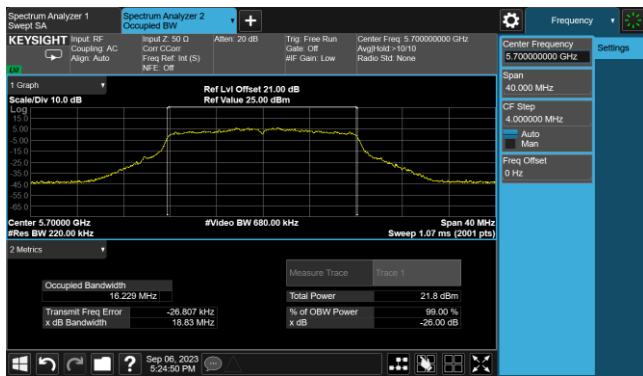 Spectrum Analyzer 1
Swept SA
Spectrum Analyzer 2
Occupied BW
+
Frequency
KEYSIGHT
Input: RF
Coupling: AC
Align: Auto
Input Z: 50 Ω
Corr CCorr
Freq Ref: Int (S)
NFE: Off
Atten: 20 dB
Trig: Free Run
Gate: Off
#IF Gain: Low
Center Freq: 5.700000000 GHz
Avg|Hold:>10/10
Radio Std: None
Center Frequency
5.700000000 GHz
Settings
Span
40.000 MHz
CF Step
4.000000 MHz
Auto
Man
Freq Offset
0 Hz
1 Graph
Scale/Div 10.0 dB
Ref Lvl Offset 21.00 dB
Ref Value 25.00 dBm
Log
15.0
5.00
-5.00
-15.0
-25.0
-35.0
-45.0
-55.0
-65.0
Center 5.70000 GHz
#Res BW 220.00 kHz
#Video BW 680.00 kHz
Span 40 MHz
Sweep 1.07 ms (2001 pts)
2 Metrics
Measure Trace
Trace 1
Occupied Bandwidth
16.229 MHz
Total Power
21.8 dBm
Transmit Freq Error
-26.807 kHz
% of OBW Power
99.00 %
x dB Bandwidth
18.83 MHz
x dB
-26.00 dB
?
Sep 06, 2023
5:24:50 PM